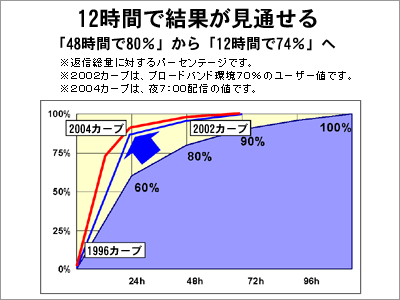 12時間で結果が見通せる
「48時間で80％」から「12時間で74％」へ
※返信総量に対するパーセンテージです。
※2002カーブは、ブロードバンド環境70％のユーザー値です。
※2004カーブは、夜7:00配信の値です。
100%
2004カーブ
2002カーブ
100%
90%
75%
80%
60%
50%
25%
1996カーブ
0%
24h
48h
72h
96h